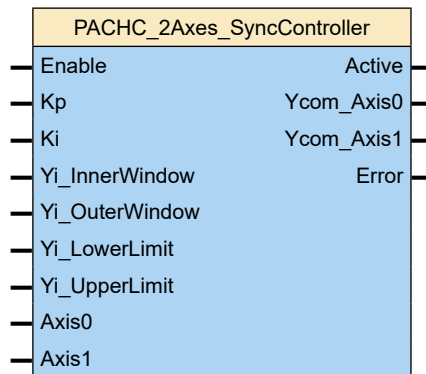 PACHC_2Axes_SyncController
Enable Active
Kp Ycom_Axis0
Ki Ycom_Axis1
Yi_InnerWindow Error
Yi_OuterWindow
Yi_LowerLimit
Yi_UpperLimit
Axis0
Axis1